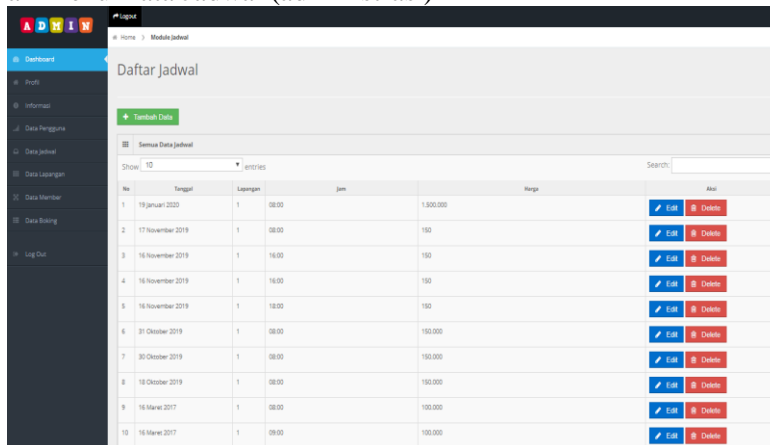 ADMIN
Logout
Home > Module Jadwal
Dashboard
Profil
Informasi
Data Pengguna
Data Jadwal
Data Lapangan
Data Member
Data Boking
Log Out
Daftar Jadwal
+ Tambah Data
Semua Data Jadwal
Show 10 entries Search:
No Tanggal Lapangan Jam Harga Aksi
1 19 Januari 2020 1 08:00 1.500.000 Edit Delete
2 17 November 2019 1 08:00 150 Edit Delete
3 16 November 2019 1 16:00 150 Edit Delete
4 16 November 2019 1 16:00 150 Edit Delete
5 16 November 2019 1 18:00 150 Edit Delete
6 31 Oktober 2019 1 08:00 150.000 Edit Delete
7 30 Oktober 2019 1 08:00 150.000 Edit Delete
8 18 Oktober 2019 1 08:00 150.000 Edit Delete
9 16 Maret 2017 1 08:00 100.000 Edit Delete
10 16 Maret 2017 1 09:00 100.000 Edit Delete